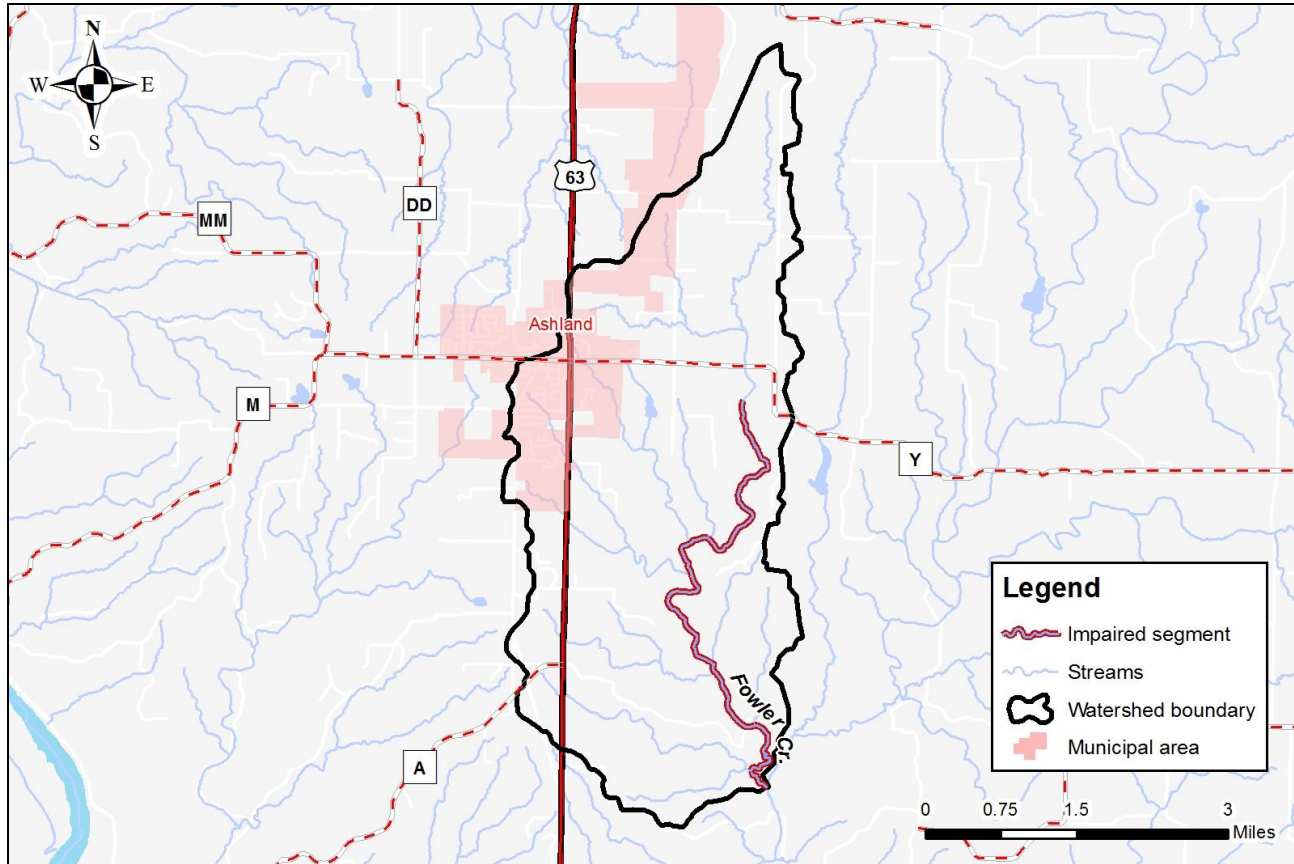 N
W E
S
63
DD
MM
Ashland
M
Y
Fowler Cr.
A
Legend
Impaired segment
Streams
Watershed boundary
Municipal area
0 0.75 1.5 3
Miles